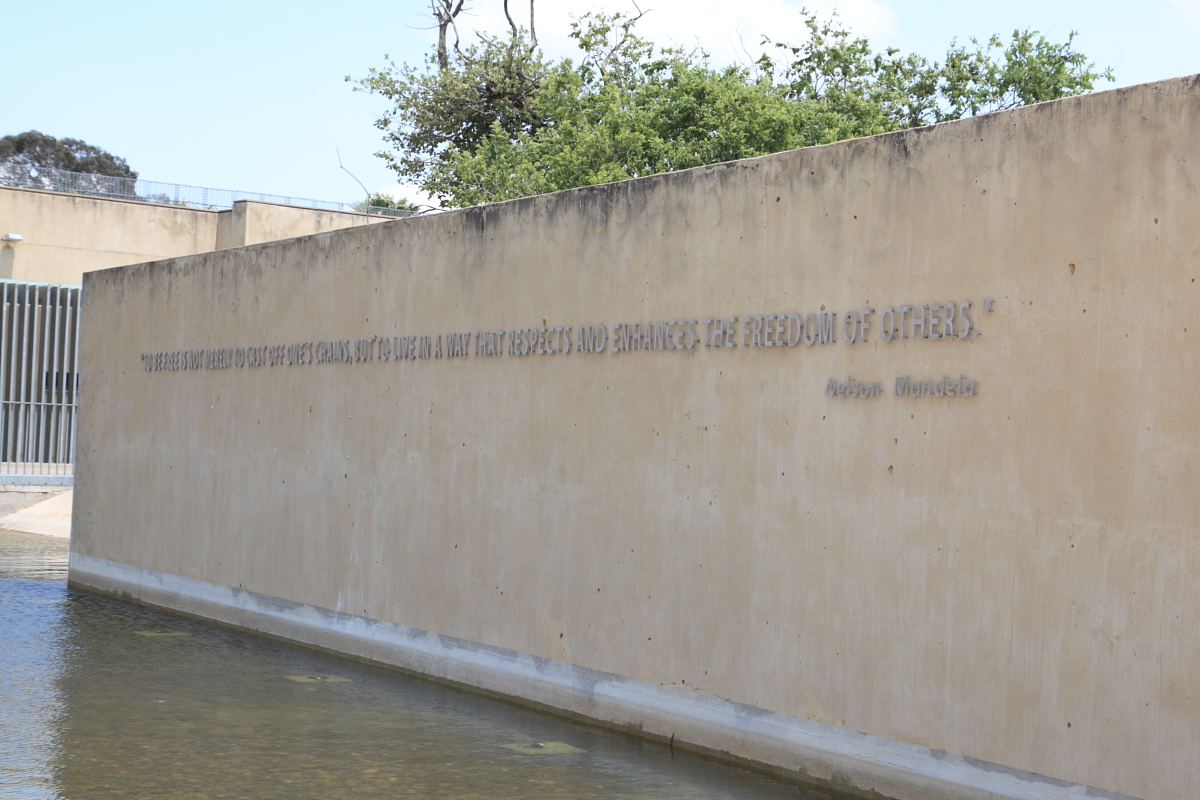 "TO BE FREE IS NOT MERELY TO CAST OFF ONE'S CHAINS, BUT TO LIVE IN A WAY THAT RESPECTS AND ENHANCES THE FREEDOM OF OTHERS."
Nelson Mandela